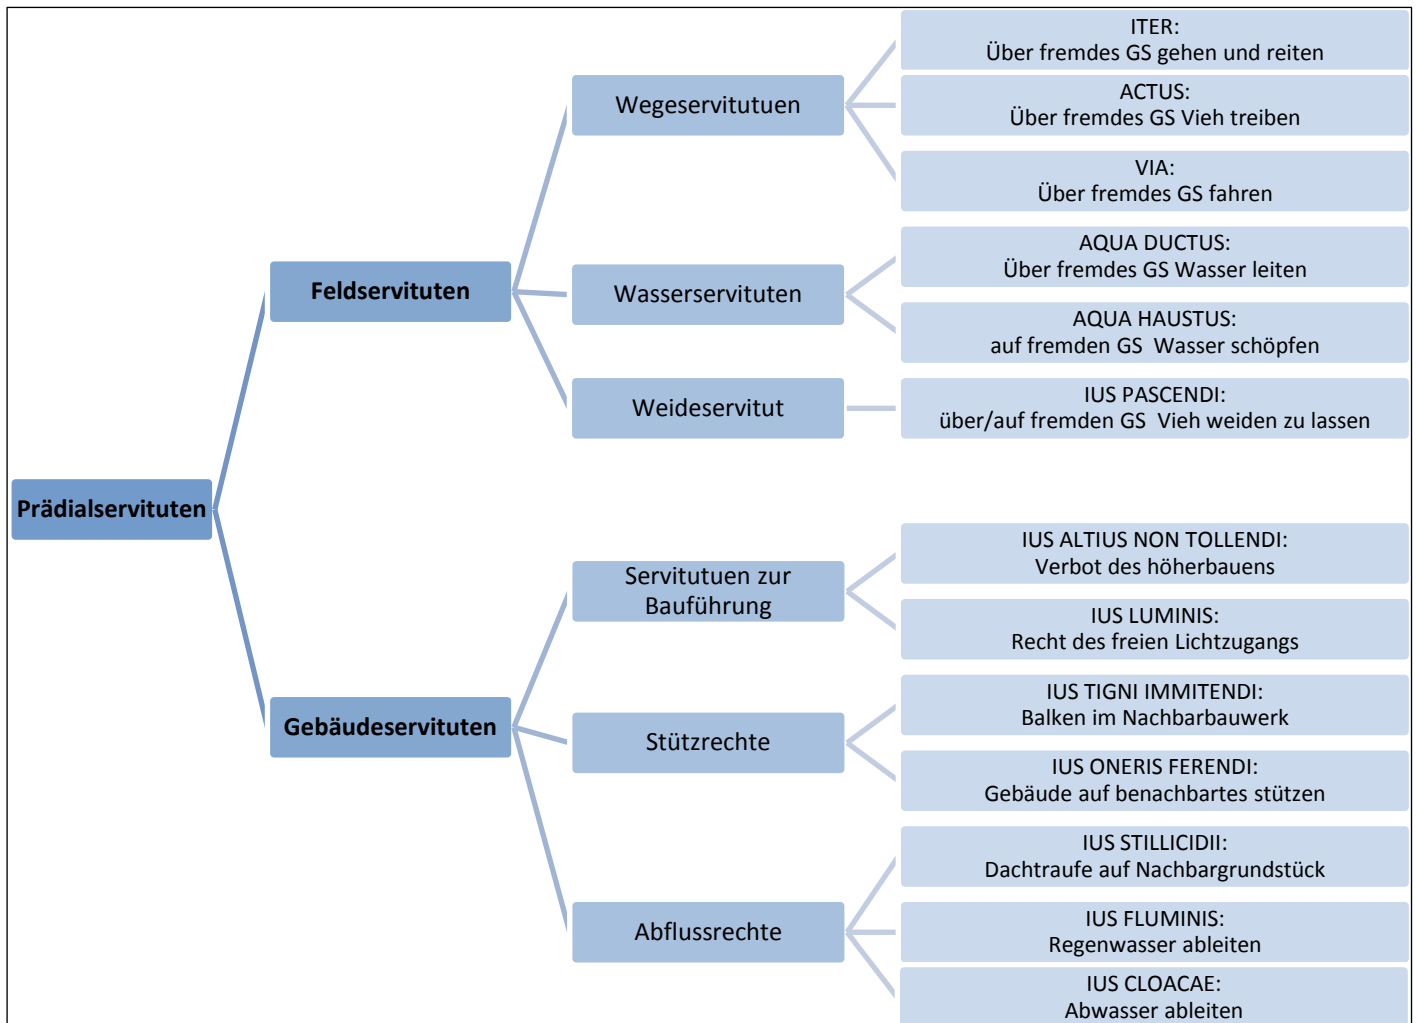 Prädialservituten
Feldservituten
Wegeservitutuen
ITER:
Über fremdes GS gehen und reiten
ACTUS:
Über fremdes GS Vieh treiben
VIA:
Über fremdes GS fahren
Wasserservituten
AQUA DUCTUS:
Über fremdes GS Wasser leiten
AQUA HAUSTUS:
auf fremden GS Wasser schöpfen
Weideservitut
IUS PASCENDI:
über/auf fremden GS Vieh weiden zu lassen
Gebäudeservituten
Servitutuen zur
Bauführung
IUS ALTIUS NON TOLLENDI:
Verbot des höherbauens
IUS LUMINIS:
Recht des freien Lichtzugangs
Stützrechte
IUS TIGNI IMMITENDI:
Balken im Nachbarbauwerk
IUS ONERIS FERENDI:
Gebäude auf benachbartes stützen
Abflussrechte
IUS STILLICIDII:
Dachtraufe auf Nachbargrundstück
IUS FLUMINIS:
Regenwasser ableiten
IUS CLOACAE:
Abwasser ableiten